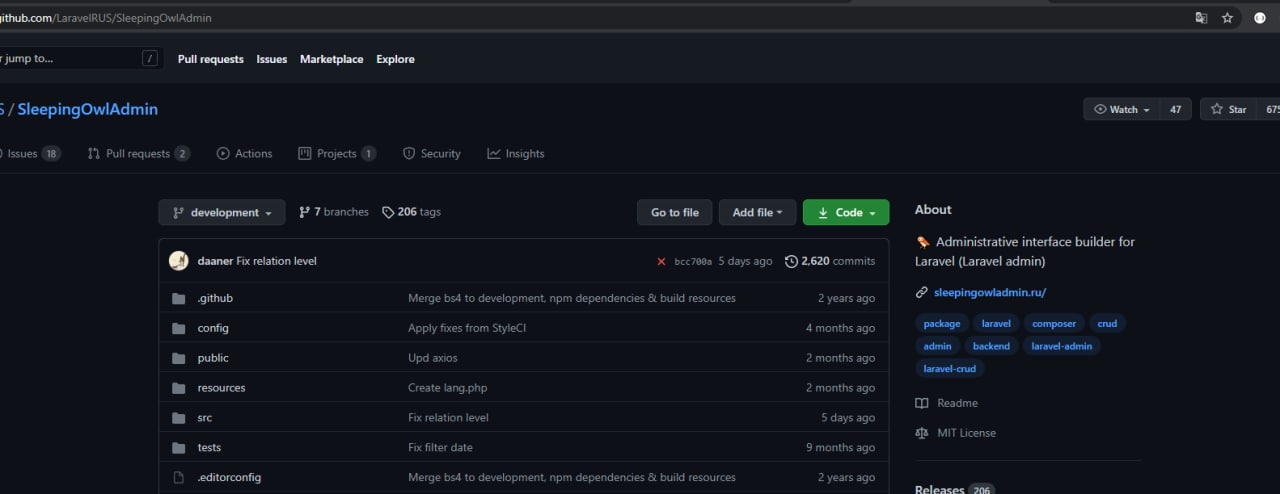 github.com/LaravelRUS/SleepingOwlAdmin
r jump to... / Pull requests Issues Marketplace Explore
S / SleepingOwlAdmin Watch 47 Star 675
Issues 18 Pull requests 2 Actions Projects 1 Security Insights
development 7 branches 206 tags Go to file Add file Code
daaner Fix relation level bcc700a 5 days ago 2,620 commits
.github Merge bs4 to development, npm dependencies & build resources 2 years ago
config Apply fixes from StyleCI 4 months ago
public Upd axios 2 months ago
resources Create lang.php 2 months ago
src Fix relation level 5 days ago
tests Fix filter date 9 months ago
.editorconfig Merge bs4 to development, npm dependencies & build resources 2 years ago
About
Administrative interface builder for
Laravel (Laravel admin)
sleepingowladmin.ru/
package laravel composer crud
admin backend laravel-admin
laravel-crud
Readme
MIT License
Releases 206